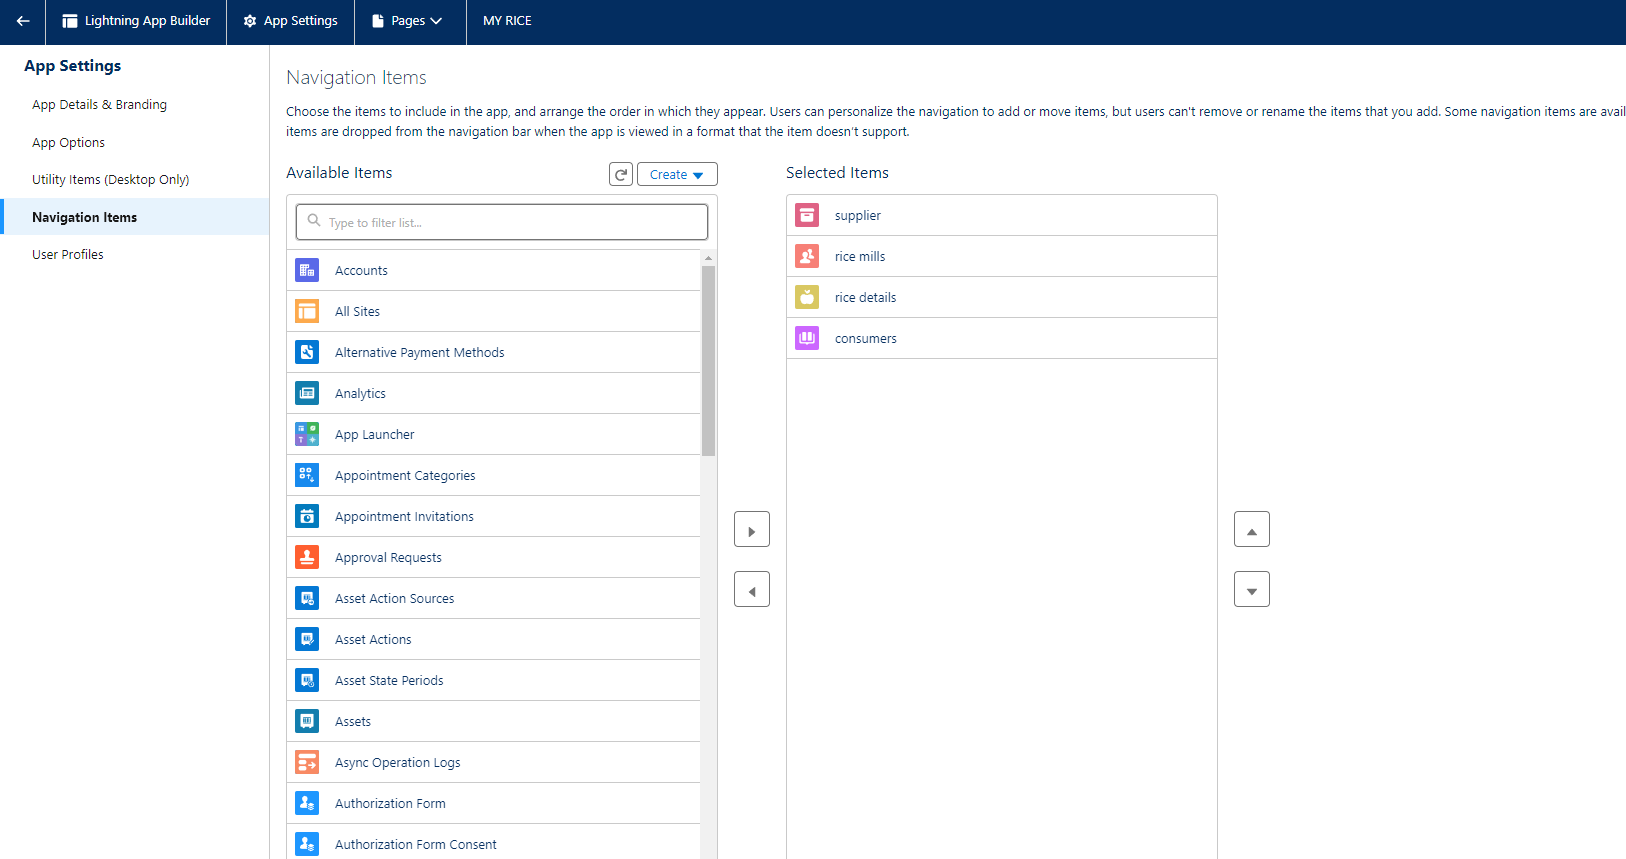 Lightning App Builder
App Settings
Pages
MY RICE
App Settings
App Details & Branding
App Options
Utility Items (Desktop Only)
Navigation Items
User Profiles
Navigation Items
Choose the items to include in the app, and arrange the order in which they appear. Users can personalize the navigation to add or move items, but users can't remove or rename the items that you add. Some navigation items are avai
items are dropped from the navigation bar when the app is viewed in a format that the item doesn't support.
Available Items
Create
Type to filter list...
Accounts
All Sites
Alternative Payment Methods
Analytics
App Launcher
Appointment Categories
Appointment Invitations
Approval Requests
Asset Action Sources
Asset Actions
Asset State Periods
Assets
Async Operation Logs
Authorization Form
Authorization Form Consent
Selected Items
supplier
rice mills
rice details
consumers